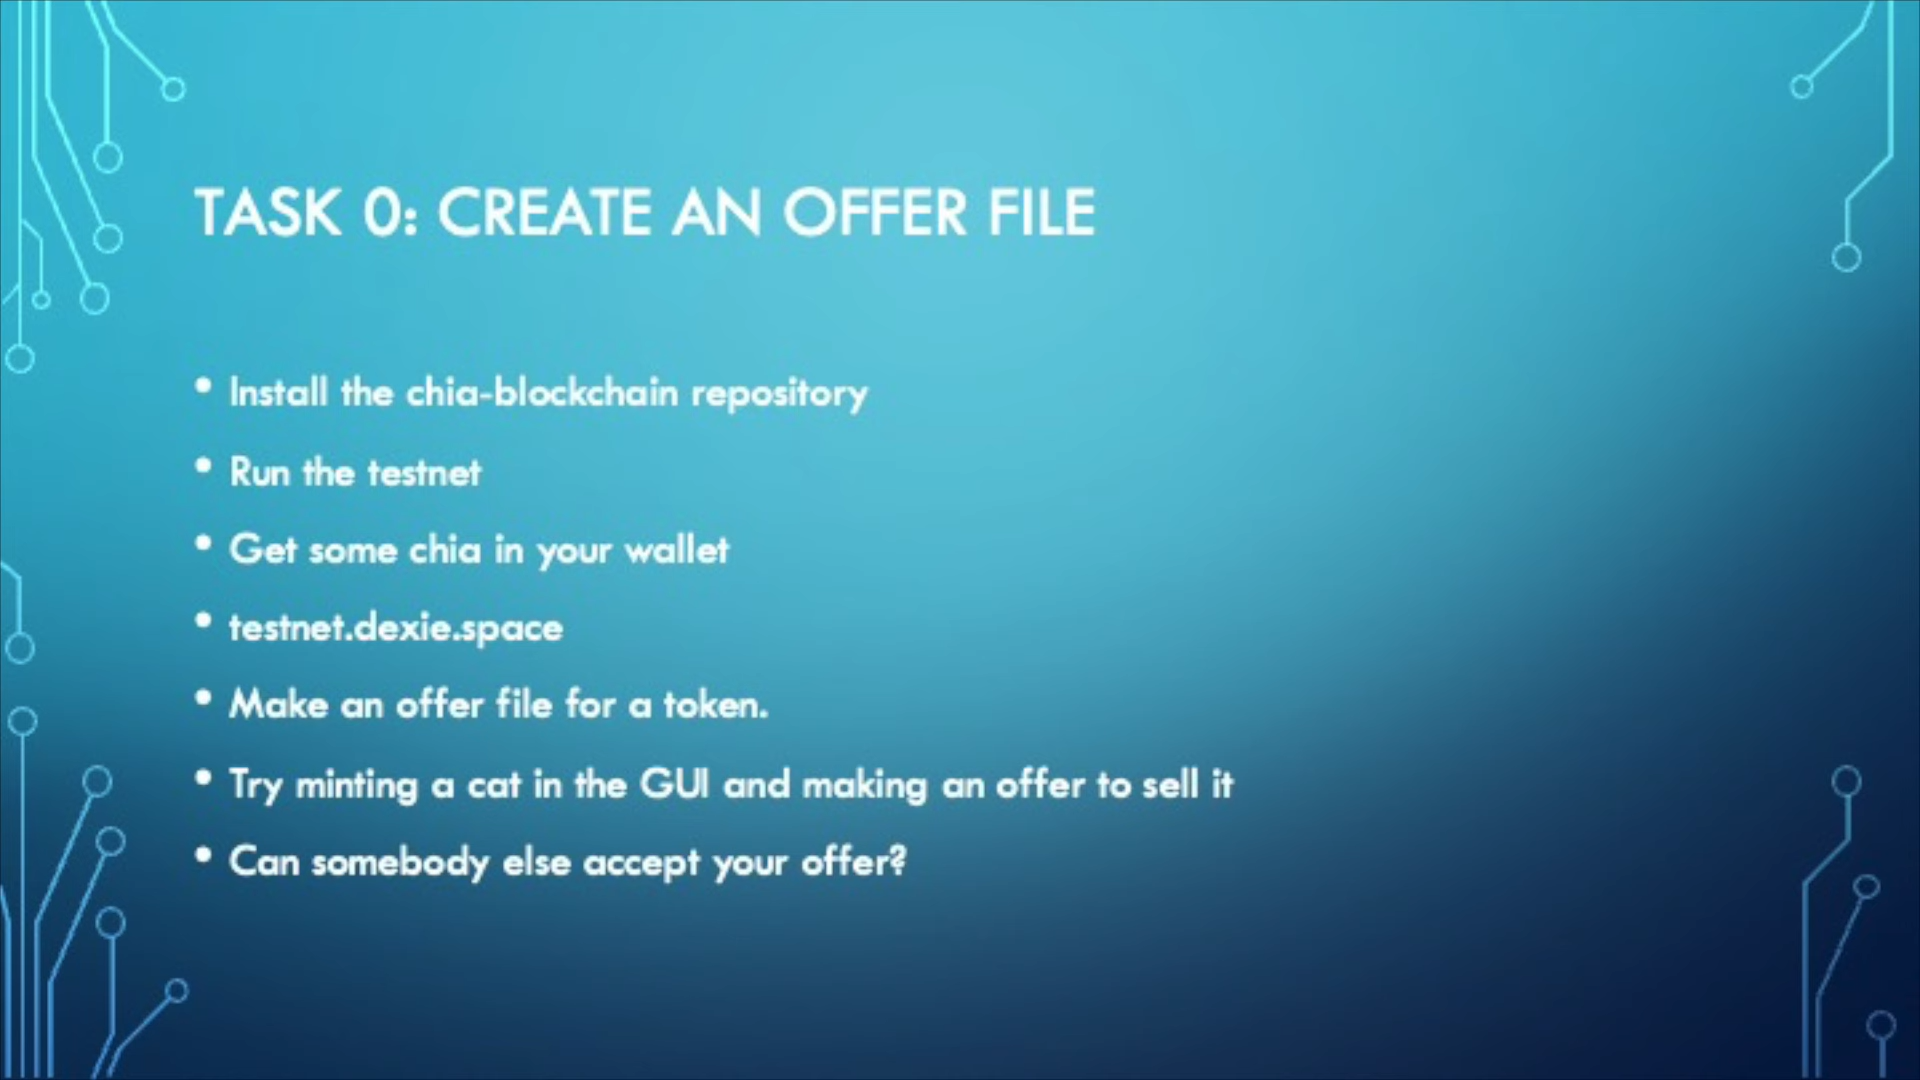 TASK 0: CREATE AN OFFER FILE
• Install the chia-blockchain repository
• Run the testnet
• Get some chia in your wallet
• testnet.dexie.space
• Make an offer file for a token.
• Try minting a cat in the GUI and making an offer to sell it
• Can somebody else accept your offer?